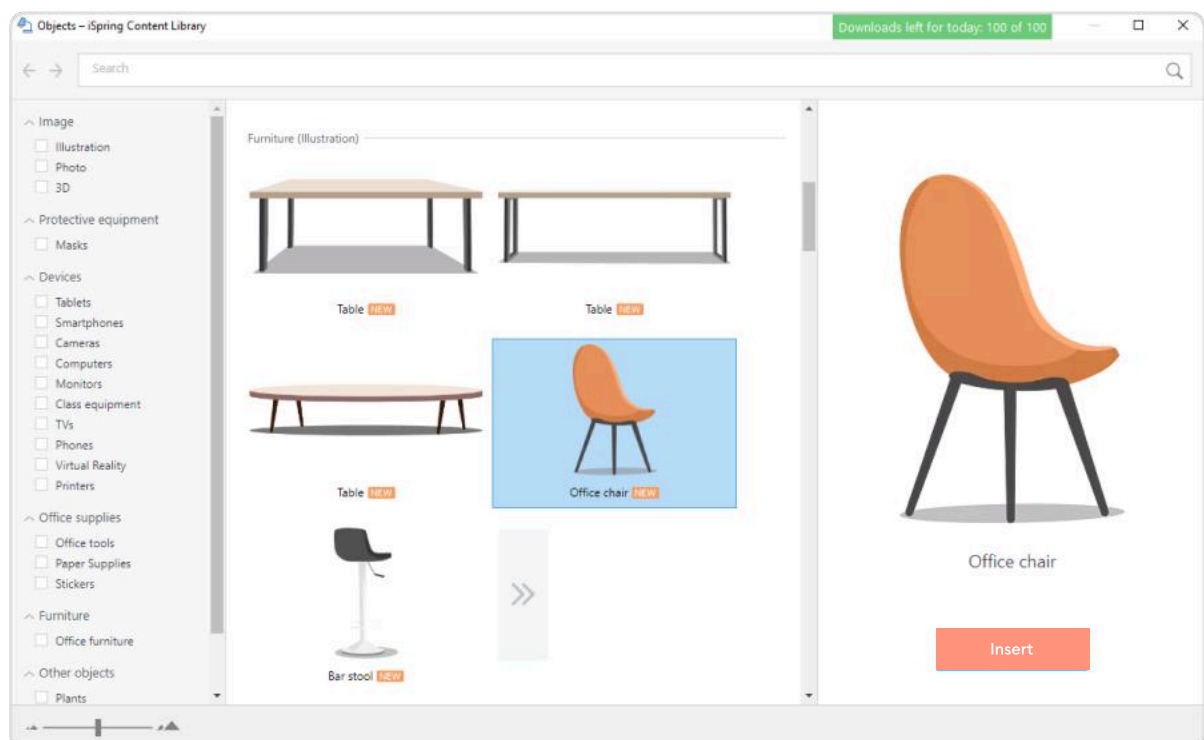 Objects – iSpring Content Library
Downloads left for today: 100 of 100
Search
Image
Illustration
Photo
3D
Protective equipment
Masks
Devices
Tablets
Smartphones
Cameras
Computers
Monitors
Class equipment
TVs
Phones
Virtual Reality
Printers
Office supplies
Office tools
Paper Supplies
Stickers
Furniture
Office furniture
Other objects
Plants
Furniture (Illustration)
Table NEW
Table NEW
Table NEW
Office chair NEW
Bar stool NEW
Office chair
Insert